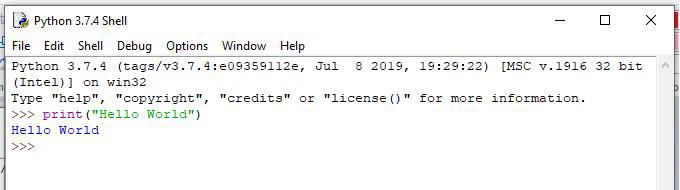 Python 3.7.4 Shell
File Edit Shell Debug Options Window Help
Python 3.7.4 (tags/v3.7.4:e09359112e, Jul  8 2019, 19:29:22) [MSC v.1916 32 bit
(Intel)] on win32
Type "help", "copyright", "credits" or "license()" for more information.
>>> print("Hello World")
Hello World
>>>